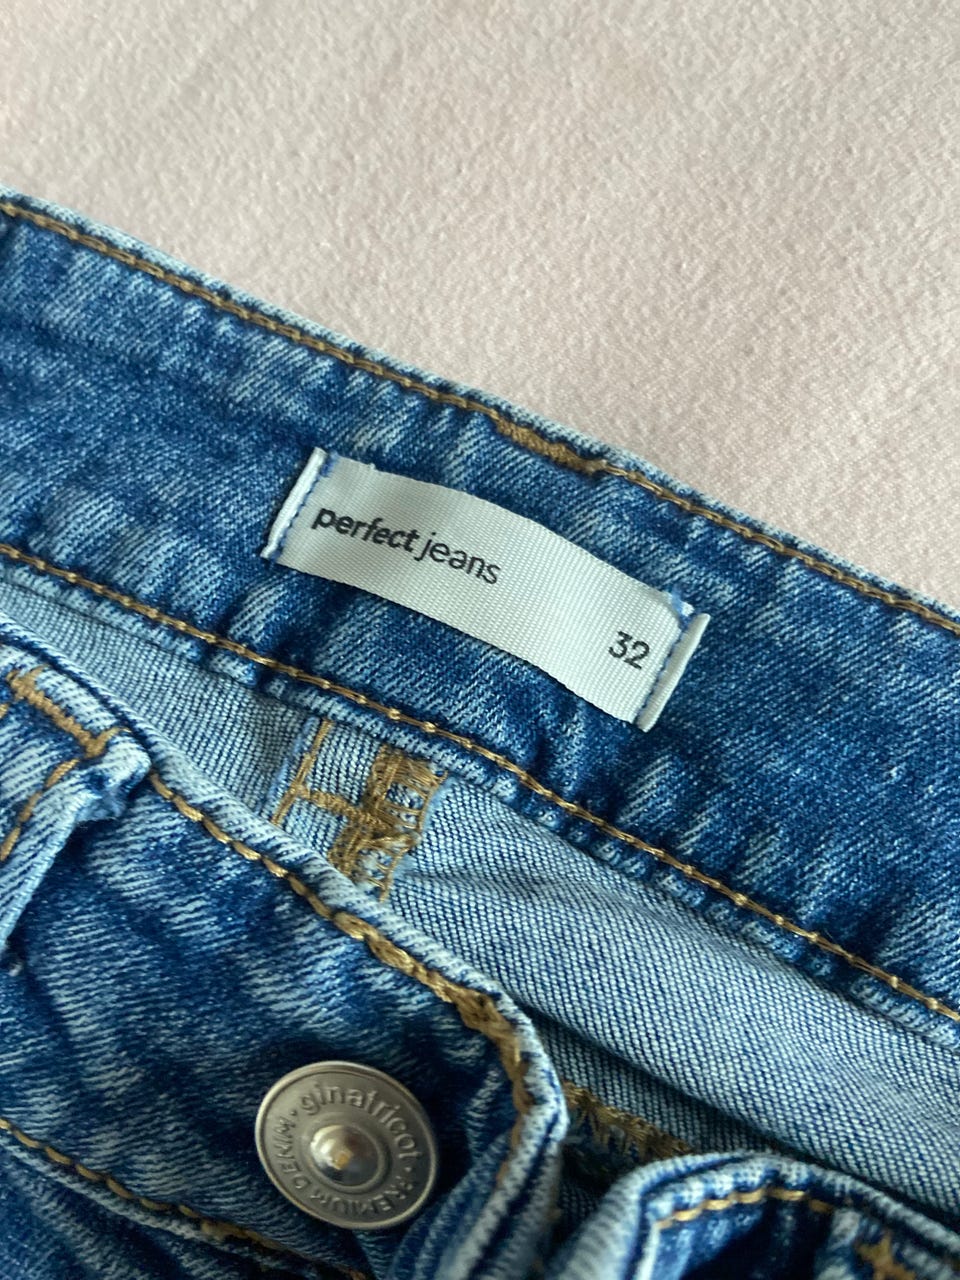 perfect jeans
32
ginatricot · PREMIUM DENIM ·